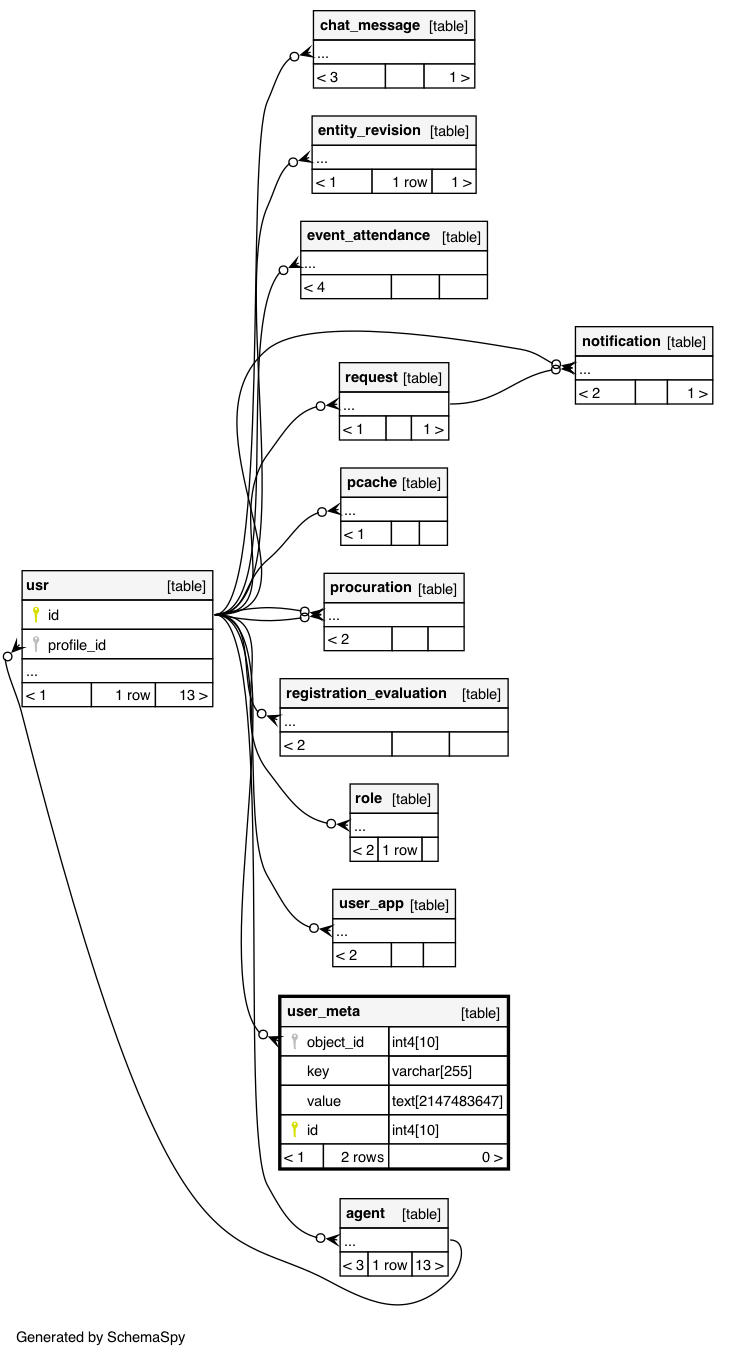 chat_message [table]
...
< 3 1 >
entity_revision [table]
...
< 1 1 row 1 >
event_attendance [table]
...
< 4
notification [table]
...
< 2 1 >
request [table]
...
< 1 1 >
pcache [table]
...
< 1
usr [table]
id
profile_id
...
< 1 1 row 13 >
procuration [table]
...
< 2
registration_evaluation [table]
...
< 2
role [table]
...
< 2 1 row
user_app [table]
...
< 2
user_meta [table]
object_id int4[10]
key varchar[255]
value text[2147483647]
id int4[10]
< 1 2 rows 0 >
agent [table]
...
< 3 1 row 13 >
Generated by SchemaSpy